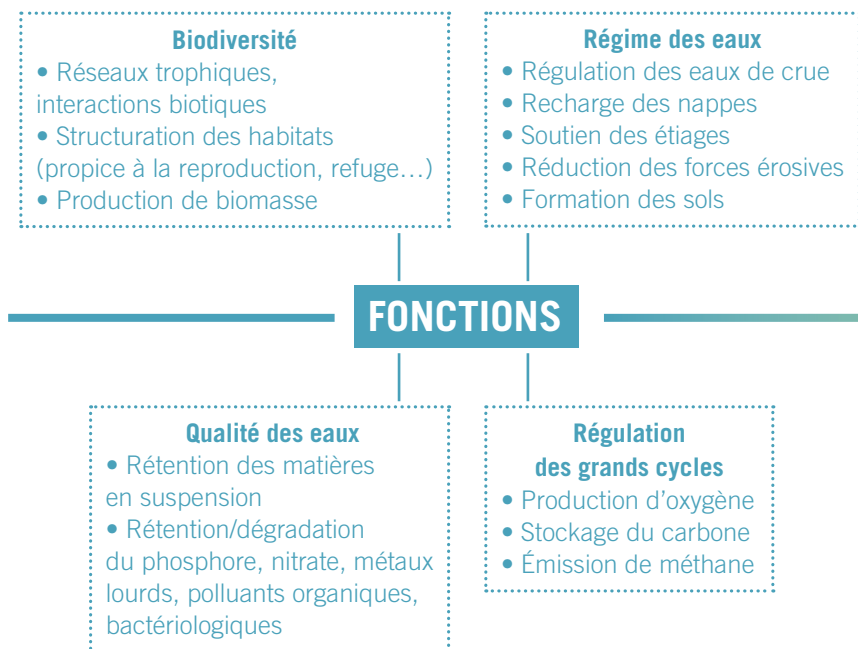 Biodiversité
• Réseaux trophiques,
interactions biotiques
• Structuration des habitats
(propice à la reproduction, refuge…)
• Production de biomasse
Régime des eaux
• Régulation des eaux de crue
• Recharge des nappes
• Soutien des étiages
• Réduction des forces érosives
• Formation des sols
FONCTIONS
Qualité des eaux
• Rétention des matières
en suspension
• Rétention/dégradation
du phosphore, nitrate, métaux
lourds, polluants organiques,
bactériologiques
Régulation
des grands cycles
• Production d’oxygène
• Stockage du carbone
• Émission de méthane